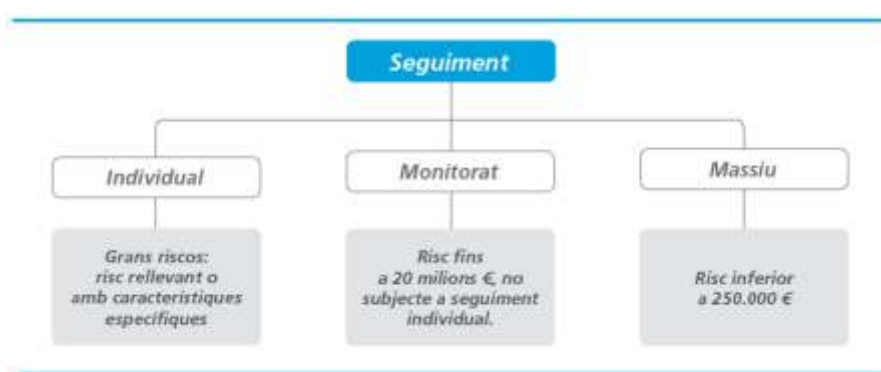 Seguiment
Individual
Monitorat
Massiu
Grans riscos:
risc rellevant o
amb característiques
específiques
Risc fins
a 20 milions €, no
subjecte a seguiment
individual.
Risc inferior
a 250.000 €